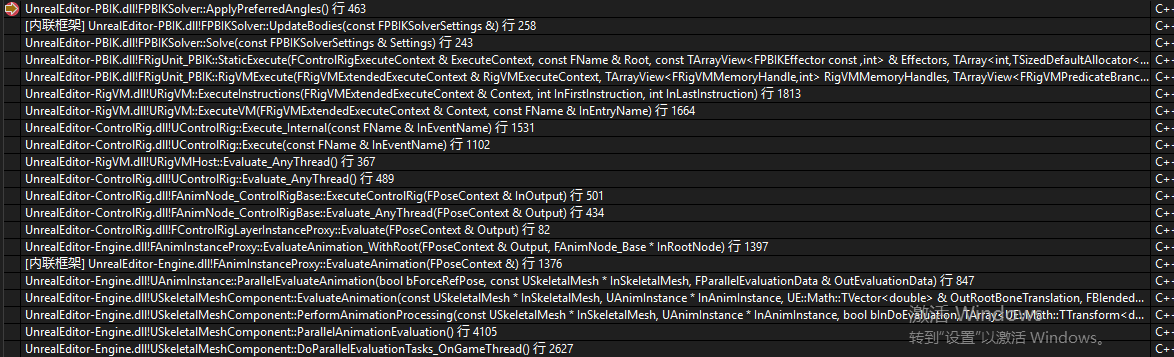 UnrealEditor-PBIK.dll!FPBIKSolver::ApplyPreferredAngles() 行 463 C+-
[内联框架] UnrealEditor-PBIK.dll!FPBIKSolver::UpdateBodies(const FPBIKSolverSettings &) 行 258 C+-
UnrealEditor-PBIK.dll!FPBIKSolver::Solve(const FPBIKSolverSettings & Settings) 行 243 C+-
UnrealEditor-PBIK.dll!FRigUnit_PBIK::StaticExecute(FControlRigExecuteContext & ExecuteContext, const FName & Root, const TArrayView<FPBIKEffector const ,int> & Effectors, TArray<int,TSizedDefaultAllocator<... C+-
UnrealEditor-PBIK.dll!FRigUnit_PBIK::RigVMExecute(FRigVMExtendedExecuteContext & RigVMExecuteContext, TArrayView<FRigVMMemoryHandle,int> RigVMMemoryHandles, TArrayView<FRigVMPredicateBranc... C+-
UnrealEditor-RigVM.dll!URigVM::ExecuteInstructions(FRigVMExtendedExecuteContext & Context, int InFirstInstruction, int InLastInstruction) 行 1813 C+-
UnrealEditor-RigVM.dll!URigVM::ExecuteVM(FRigVMExtendedExecuteContext & Context, const FName & InEntryName) 行 1664 C+-
UnrealEditor-ControlRig.dll!UControlRig::Execute_Internal(const FName & InEventName) 行 1531 C+-
UnrealEditor-ControlRig.dll!UControlRig::Execute(const FName & InEventName) 行 1102 C+-
UnrealEditor-RigVM.dll!URigVMHost::Evaluate_AnyThread() 行 367 C+-
UnrealEditor-ControlRig.dll!UControlRig::Evaluate_AnyThread() 行 489 C+-
UnrealEditor-ControlRig.dll!FAnimNode_ControlRigBase::ExecuteControlRig(FPoseContext & InOutput) 行 501 C+-
UnrealEditor-ControlRig.dll!FAnimNode_ControlRigBase::Evaluate_AnyThread(FPoseContext & Output) 行 434 C+-
UnrealEditor-ControlRig.dll!FControlRigLayerInstanceProxy::Evaluate(FPoseContext & Output) 行 82 C+-
UnrealEditor-Engine.dll!FAnimInstanceProxy::EvaluateAnimation_WithRoot(FPoseContext & Output, FAnimNode_Base * InRootNode) 行 1397 C+-
[内联框架] UnrealEditor-Engine.dll!FAnimInstanceProxy::EvaluateAnimation(FPoseContext &) 行 1376 C+-
UnrealEditor-Engine.dll!UAnimInstance::ParallelEvaluateAnimation(bool bForceRefPose, const USkeletalMesh * InSkeletalMesh, FParallelEvaluationData & OutEvaluationData) 行 847 C+-
UnrealEditor-Engine.dll!USkeletalMeshComponent::EvaluateAnimation(const USkeletalMesh * InSkeletalMesh, UAnimInstance * InAnimInstance, UE::Math::TVector<double> & OutRootBoneTranslation, FBlended... C+-
UnrealEditor-Engine.dll!USkeletalMeshComponent::PerformAnimationProcessing(const USkeletalMesh * InSkeletalMesh, UAnimInstance * InAnimInstance, bool bInDoEvaluation, TArray<UE::Math::TTransform<d... C+-
激活 Windows
UnrealEditor-Engine.dll!USkeletalMeshComponent::ParallelAnimationEvaluation() 行 4105 C+-
转到"设置"以激活 Windows。
UnrealEditor-Engine.dll!USkeletalMeshComponent::DoParallelEvaluationTasks_OnGameThread() 行 2627 C+-